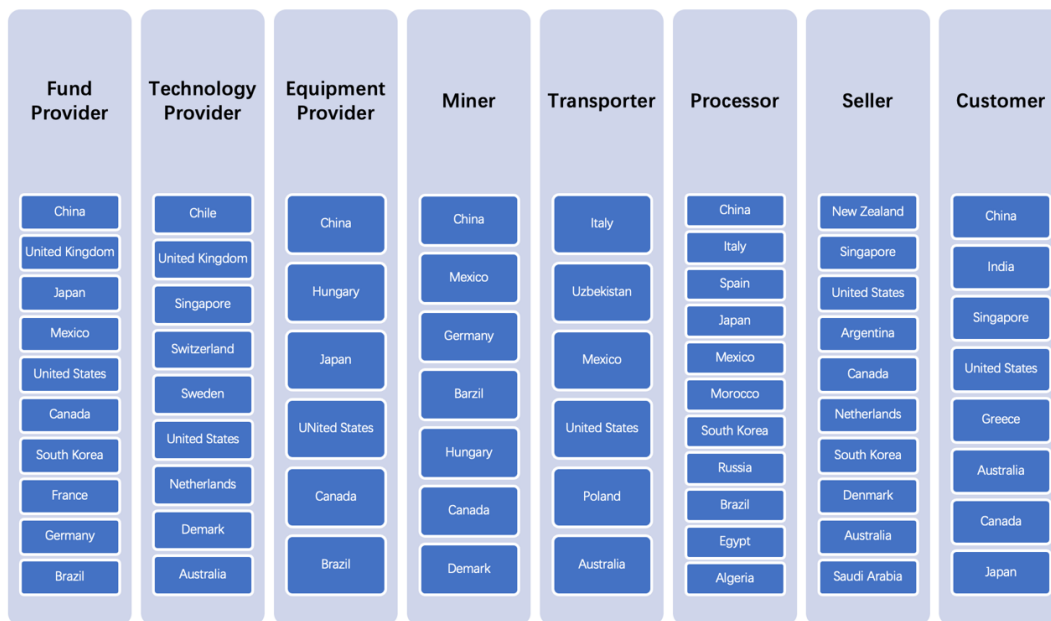 Fund
Provider
China
United Kingdom
Japan
Mexico
United States
Canada
South Korea
France
Germany
Brazil
Technology
Provider
Chile
United Kingdom
Singapore
Switzerland
Sweden
United States
Netherlands
Demark
Australia
Equipment
Provider
China
Hungary
Japan
UNited States
Canada
Brazil
Miner
China
Mexico
Germany
Barzil
Hungary
Canada
Demark
Transporter
Italy
Uzbekistan
Mexico
United States
Poland
Australia
Processor
China
Italy
Spain
Japan
Mexico
Morocco
South Korea
Russia
Brazil
Egypt
Algeria
Seller
New Zealand
Singapore
United States
Argentina
Canada
Netherlands
South Korea
Denmark
Australia
Saudi Arabia
Customer
China
India
Singapore
United States
Greece
Australia
Canada
Japan